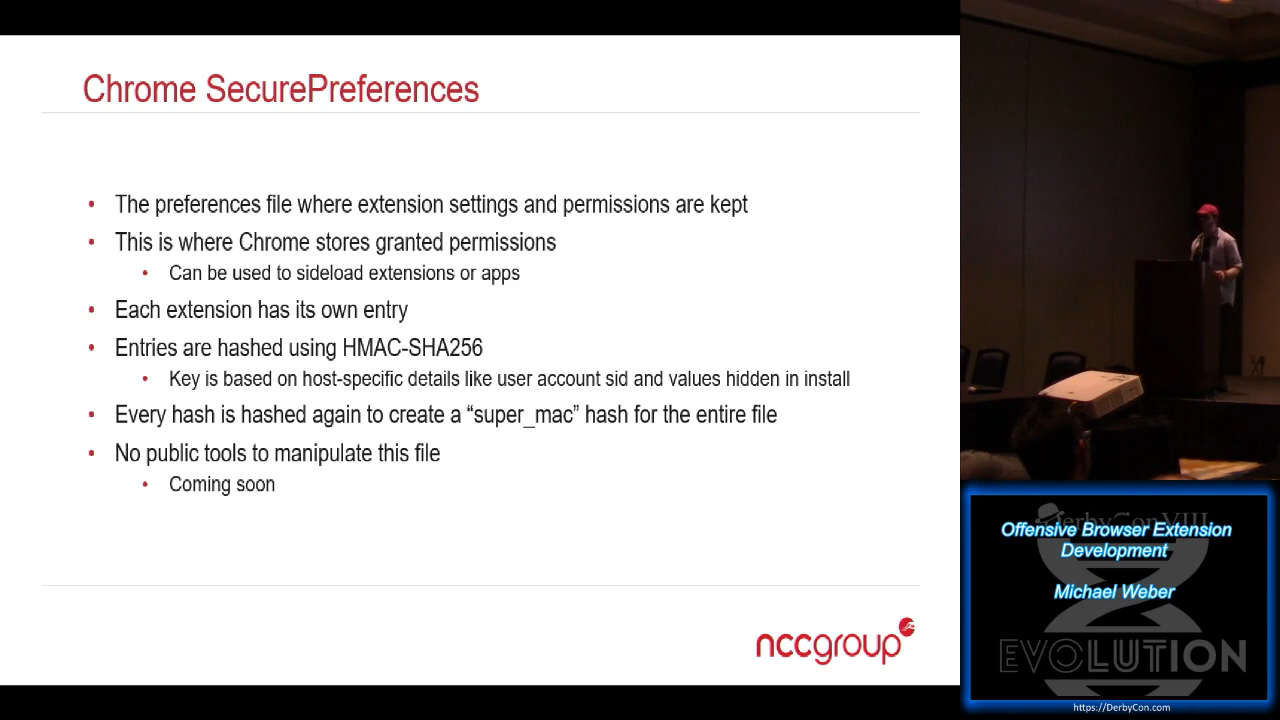 Chrome SecurePreferences
• The preferences file where extension settings and permissions are kept
• This is where Chrome stores granted permissions
• Can be used to sideload extensions or apps
• Each extension has its own entry
• Entries are hashed using HMAC-SHA256
• Key is based on host-specific details like user account sid and values hidden in install
• Every hash is hashed again to create a “super_mac” hash for the entire file
• No public tools to manipulate this file
• Coming soon
nccgroup
DerbyCon VIII
Offensive Browser Extension
Development
Michael Weber
EVOLUTION
https://DerbyCon.com